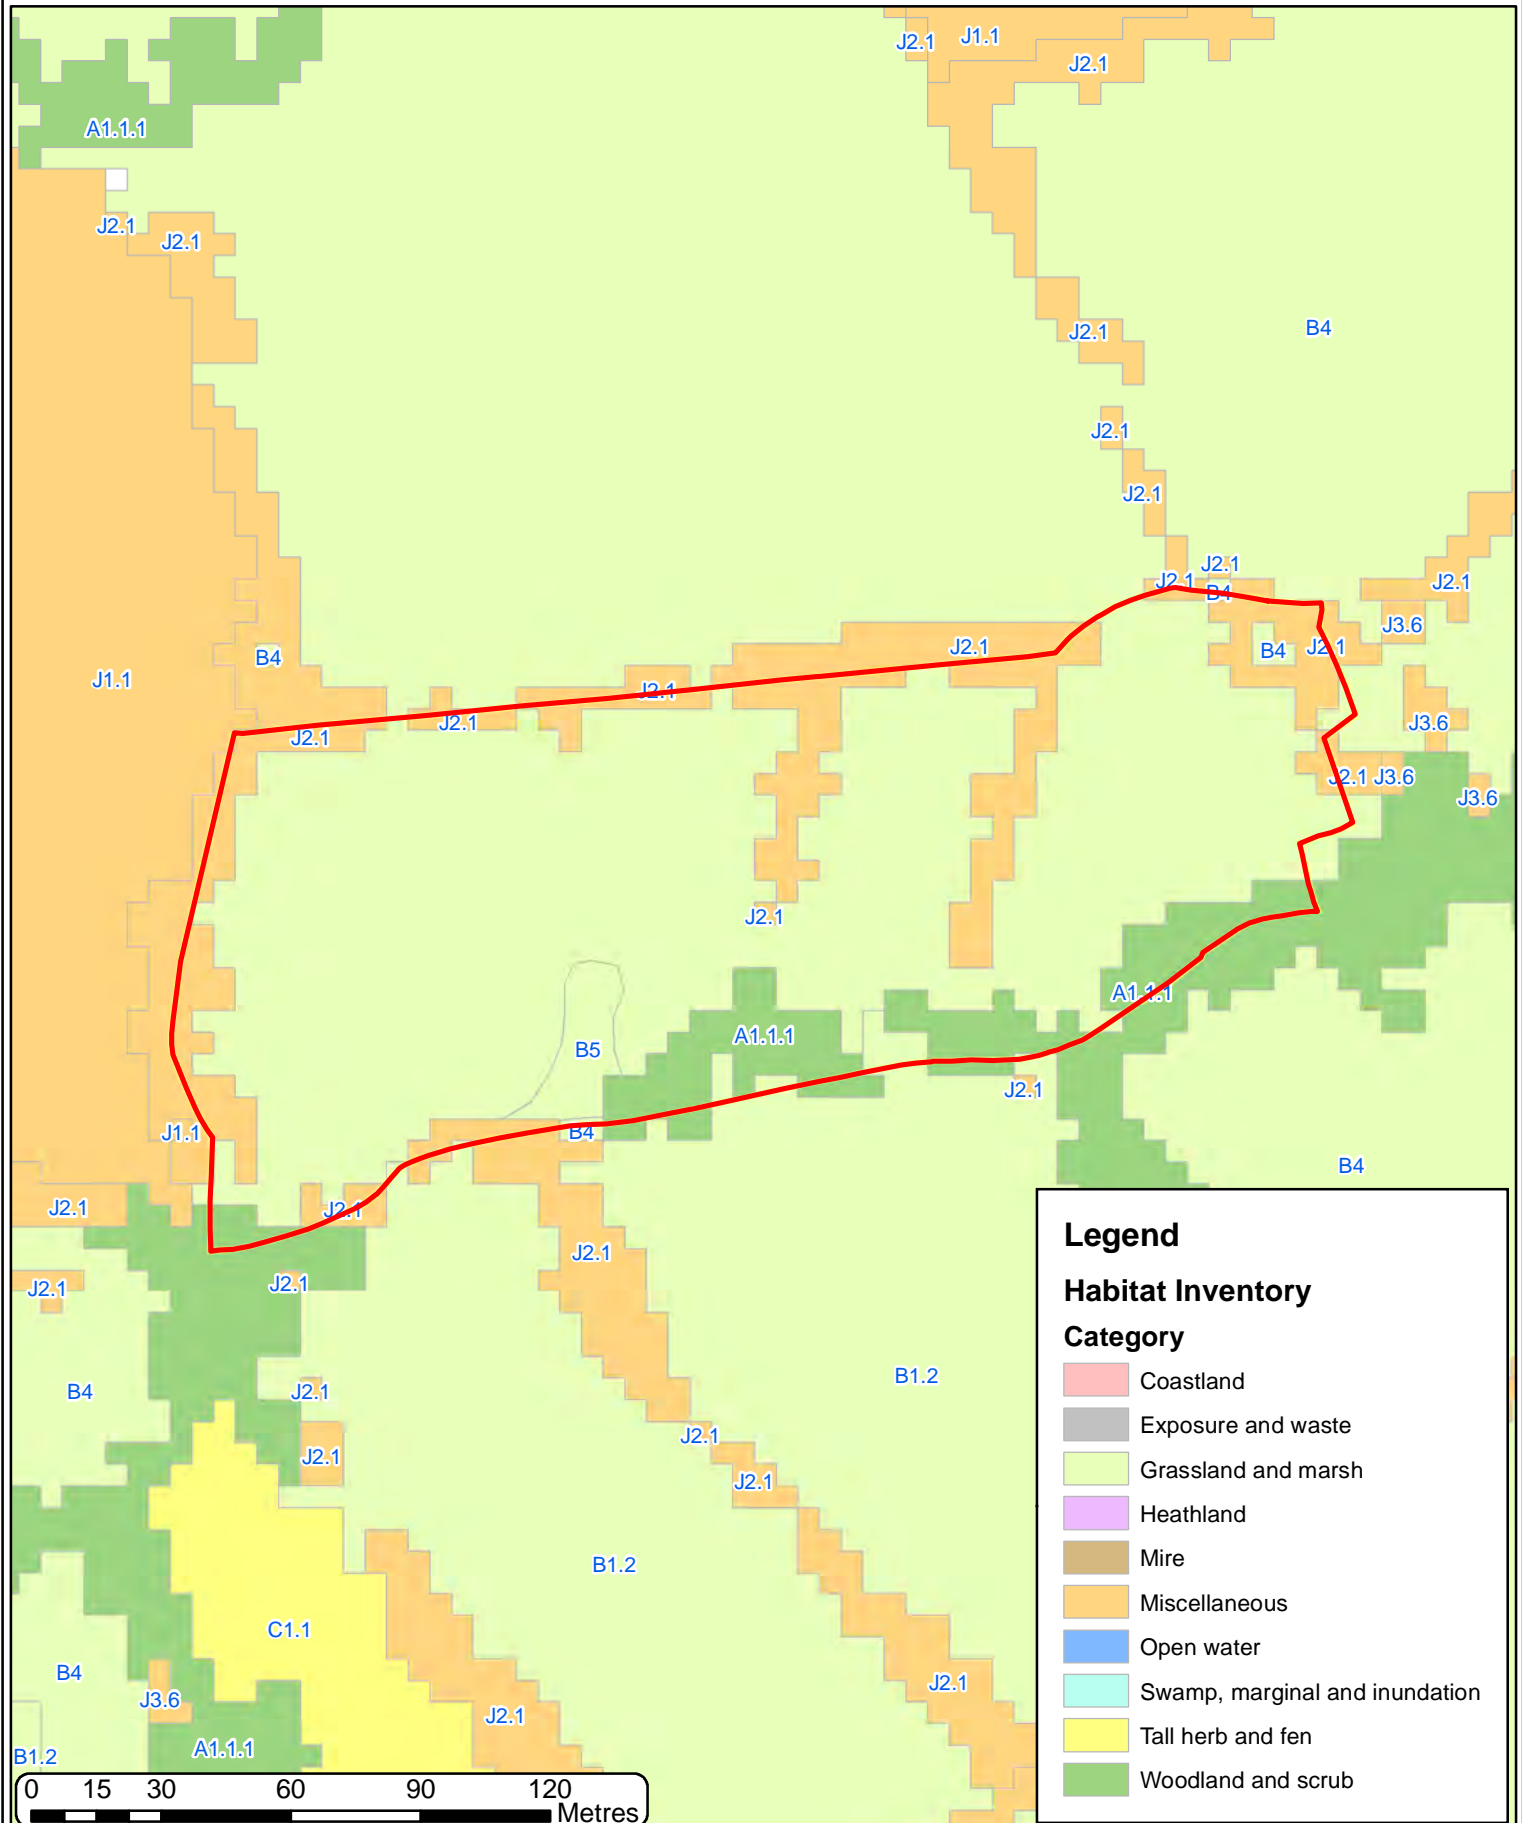 J2.1 J1.1
J2.1
A1.1.1
J2.1
J2.1
B4
J2.1
J2.1
J2.1
J2.1
J2.1 J2.1
B4
J3.6
B4 J2.1 B4 J2.1
J1.1
J2.1
J2.1 J3.6
J2.1
J2.1 J3.6
J3.6
J2.1
A1.1.1
A1.1.1
B5
J2.1
J1.1 B4
B4
J2.1 J2.1
J2.1
J2.1 J2.1
B1.2
B4 J2.1
J2.1
J2.1
J2.1
B1.2
C1.1
B4
J2.1
J3.6
J2.1
A1.1.1
B1.2
0 15 30 60 90 120
Metres
Legend
Habitat Inventory
Category
Coastland
Exposure and waste
Grassland and marsh
Heathland
Mire
Miscellaneous
Open water
Swamp, marginal and inundation
Tall herb and fen
Woodland and scrub